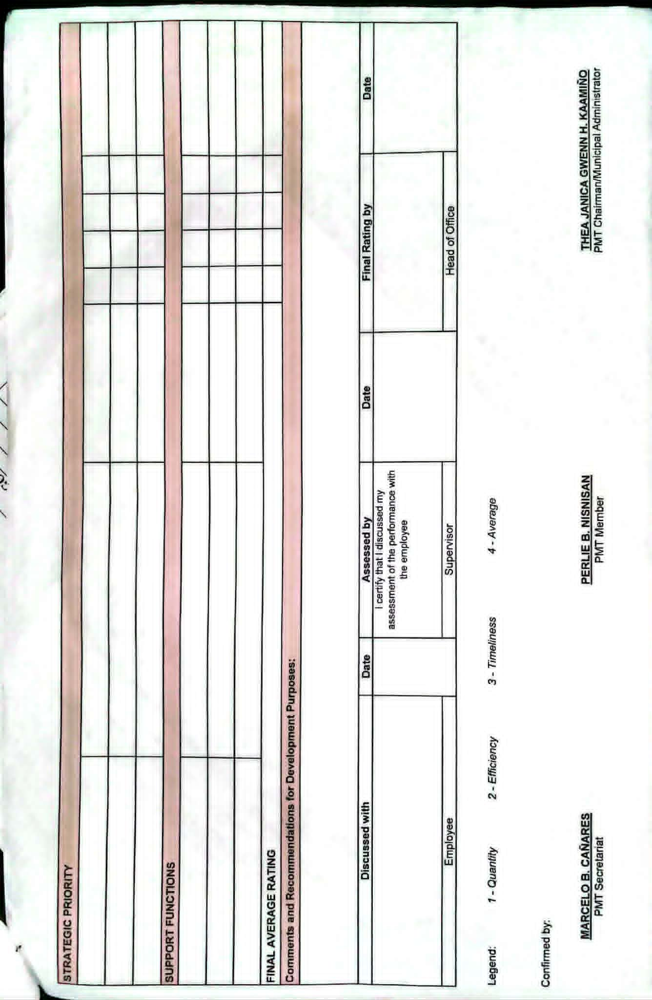 STRATEGIC PRIORITY
SUPPORT FUNCTIONS
FINAL AVERAGE RATING
Comments and Recommendations for Development Purposes:
Discussed with Date Assessed by Date Final Rating by Date
I certify that I discussed my
assessment of the performance with
the employee
Employee Supervisor Head of Office
Legend: 1 - Quantity 2 - Efficiency 3 - Timeliness 4 - Average
Confirmed by:
MARCELO B. CAÑARES PERLIE B. NISNISAN THEA JANICA GWENN H. KAAMIÑO
PMT Secretariat PMT Member PMT Chairman/Municipal Administrator